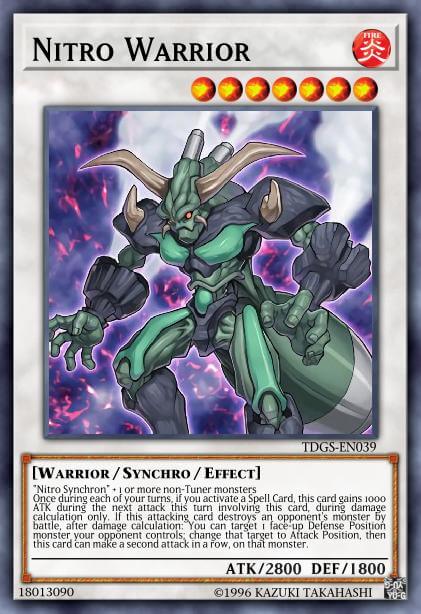 NITRO WARRIOR
FIRE
炎
TDGS-EN039
[WARRIOR / SYNCHRO / EFFECT]
"Nitro Synchron" + 1 or more non-Tuner monsters
Once during each of your turns, if you activate a Spell Card, this card gains 1000
ATK during the next attack this turn involving this card, during damage
calculation only. If this attacking card destroys an opponent's monster by
battle, after damage calculation: You can target 1 face-up Defense Position
monster your opponent controls; change that target to Attack Position, then
this card can make a second attack in a row, on that monster.
ATK/2800 DEF/1800
18013090
©1996 KAZUKI TAKAHASHI